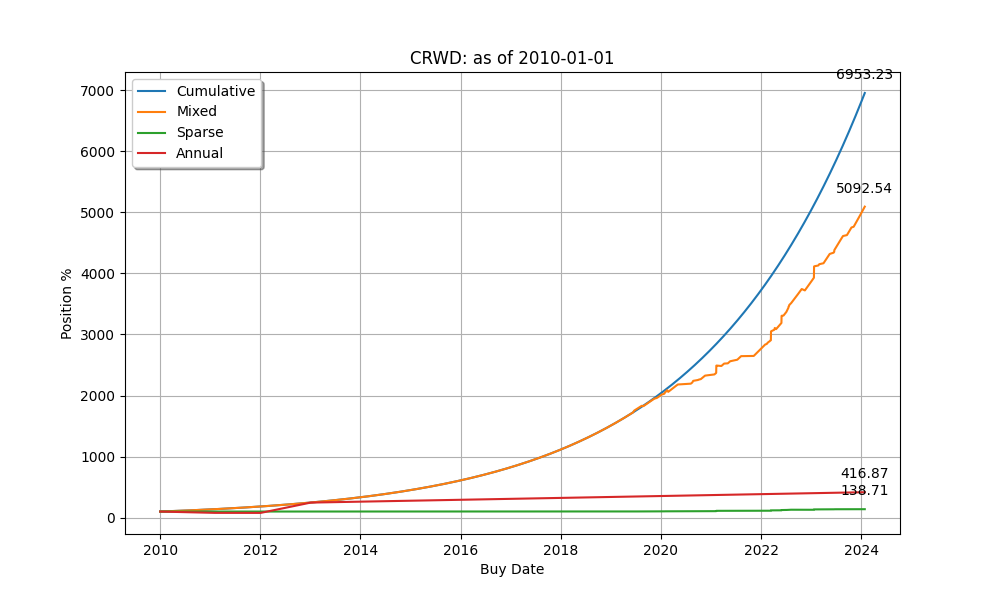 CRWD: as of 2010-01-01
6953.23
7000
Cumulative
Mixed
Sparse
Annual
6000
5092.54
5000
4000
Position %
3000
2000
1000
416.87
138.71
0
2010 2012 2014 2016 2018 2020 2022 2024
Buy Date